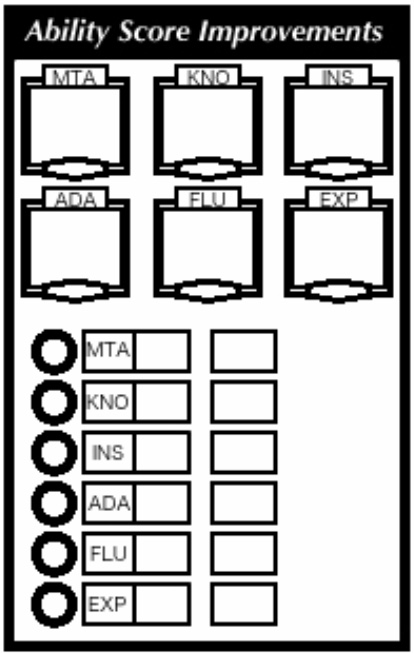 Ability Score Improvements
MTA KNO INS
ADA FLU EXP
MTA
KNO
INS
ADA
FLU
EXP